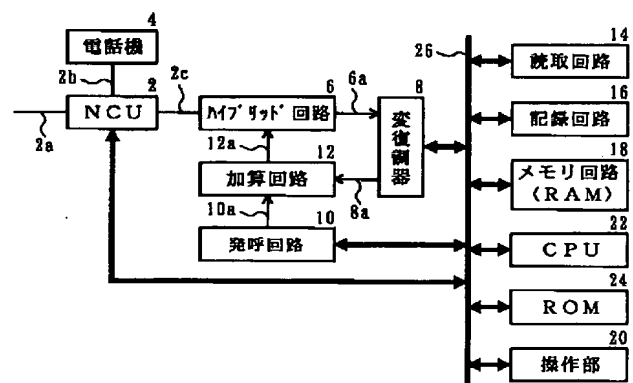 4
電話機
2b
2
NCU
2a
2c
6
ハイブリッド回路
6a
8
変復調器
12a
12
加算回路
8a
10a
10
発呼回路
26
14
読取回路
16
記録回路
18
メモリ回路
(RAM)
22
CPU
24
ROM
20
操作部